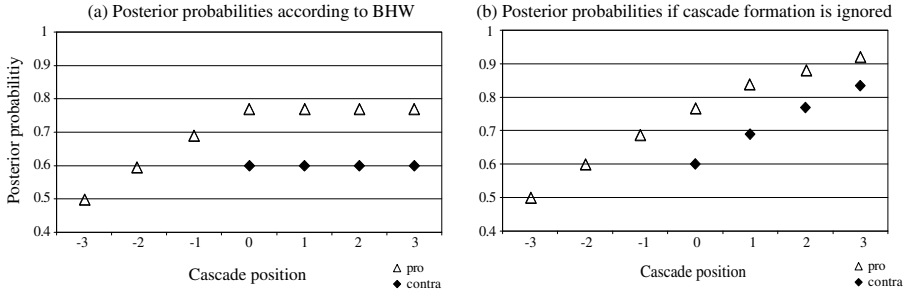 (a) Posterior probabilities according to BHW
1
0.9
0.8
0.7
0.6
0.5
0.4
Posterior probabilitiy
-3 -2 -1 0 1 2 3
Cascade position
pro
contra
(b) Posterior probabilities if cascade formation is ignored
1
0.9
0.8
0.7
0.6
0.5
0.4
-3 -2 -1 0 1 2 3
Cascade position
pro
contra